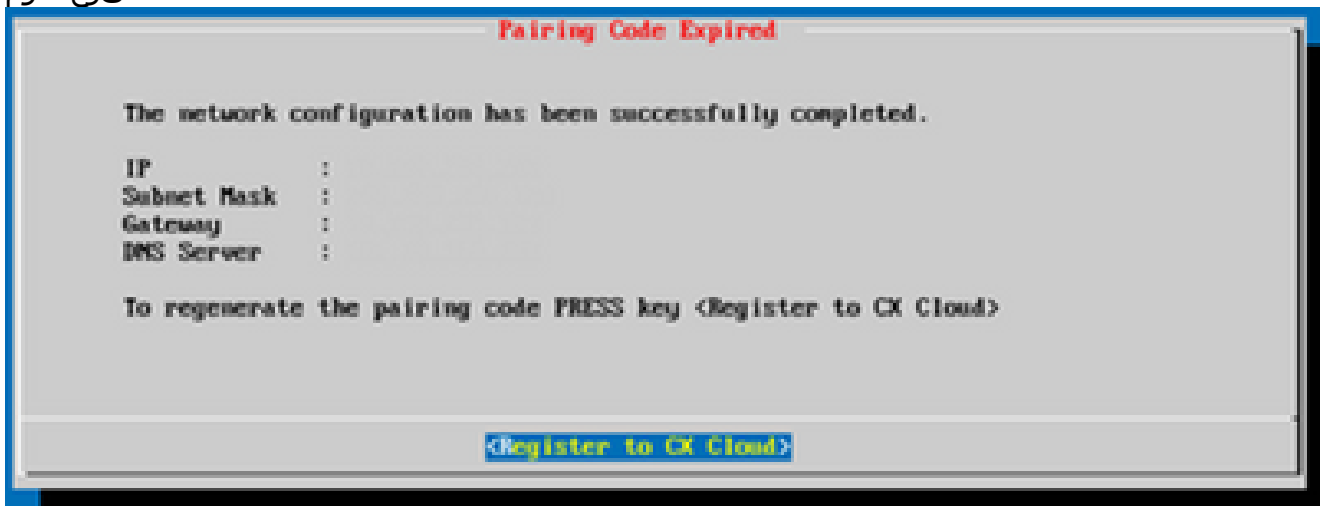 Pairing Code Expired
The network configuration has been successfully completed.
IP :
Subnet Mask :
Gateway :
DNS Server :
To regenerate the pairing code PRESS key <Register to CX Cloud>
<Register to CX Cloud>